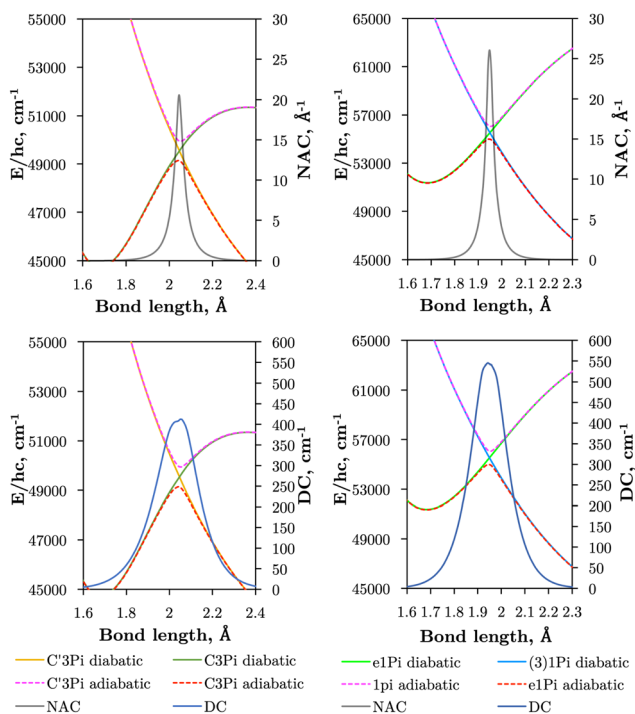 55000
53000
51000
49000
47000
45000
E/hc, cm-1
30
25
20
15
10
5
0
NAC, Å-1
1.6 1.8 2 2.2 2.4
Bond length, Å
65000
61000
57000
53000
49000
45000
E/hc, cm-1
30
25
20
15
10
5
0
NAC, Å-1
1.6 1.7 1.8 1.9 2 2.1 2.2 2.3
Bond length, Å
55000
53000
51000
49000
47000
45000
E/hc, cm-1
600
550
500
450
400
350
300
250
200
150
100
50
0
DC, cm-1
1.6 1.8 2 2.2 2.4
Bond length, Å
65000
61000
57000
53000
49000
45000
E/hc, cm-1
600
550
500
450
400
350
300
250
200
150
100
50
0
DC, cm-1
1.6 1.7 1.8 1.9 2 2.1 2.2 2.3
Bond length, Å
C'3Pi diabatic C3Pi diabatic
C'3Pi adiabatic C3Pi adiabatic
NAC DC
e1Pi diabatic (3)1Pi diabatic
1pi adiabatic e1Pi adiabatic
NAC DC